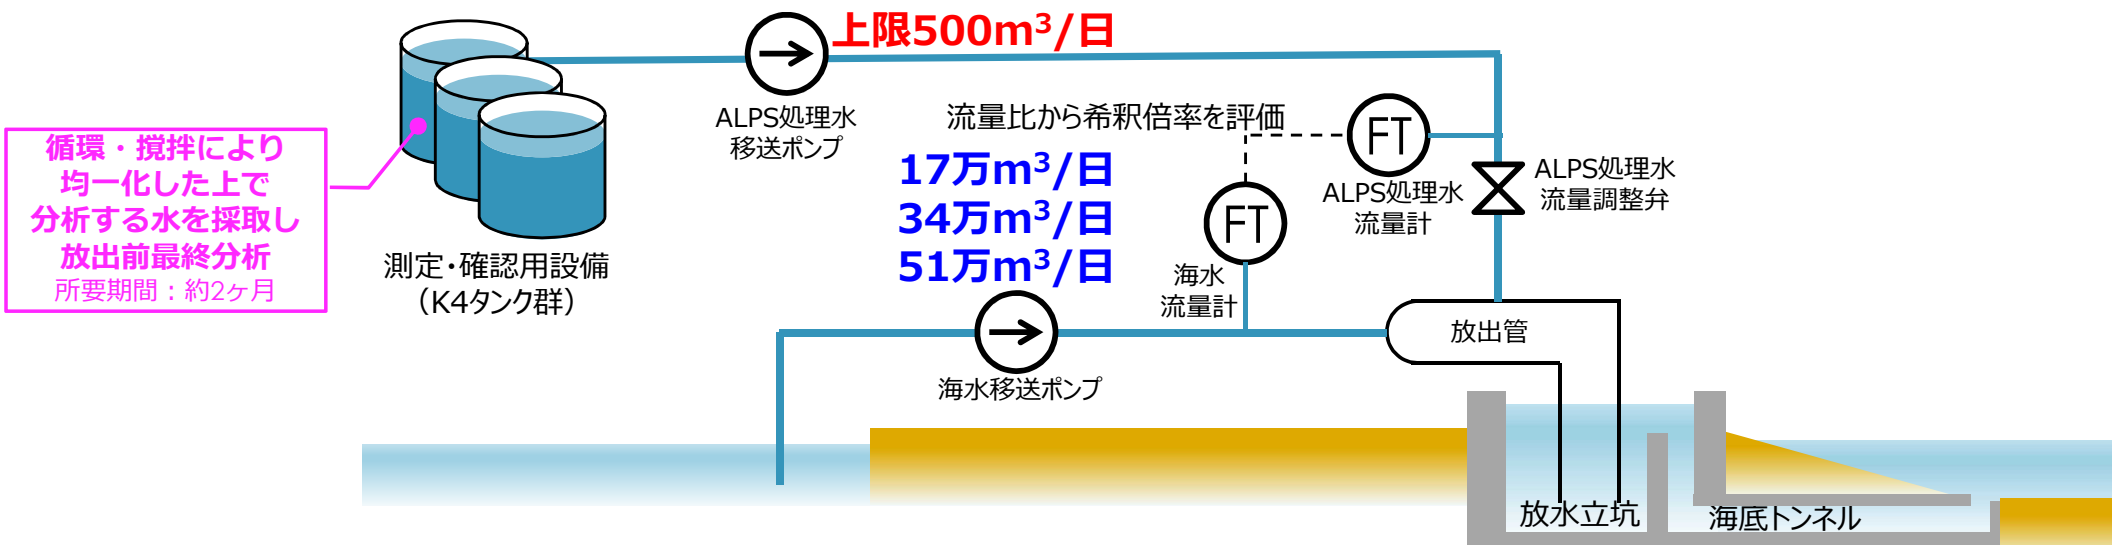 上限500m³/日
ALPS処理水
移送ポンプ
流量比から希釈倍率を評価
17万m³/日
34万m³/日
51万m³/日
FT
ALPS処理水
流量計
ALPS処理水
流量調整弁
FT
海水
流量計
循環・撹拌により
均一化した上で
分析する水を採取し
放出前最終分析
所要期間：約2ヶ月
測定・確認用設備
（K4タンク群）
海水移送ポンプ
放出管
放水立坑
海底トンネル